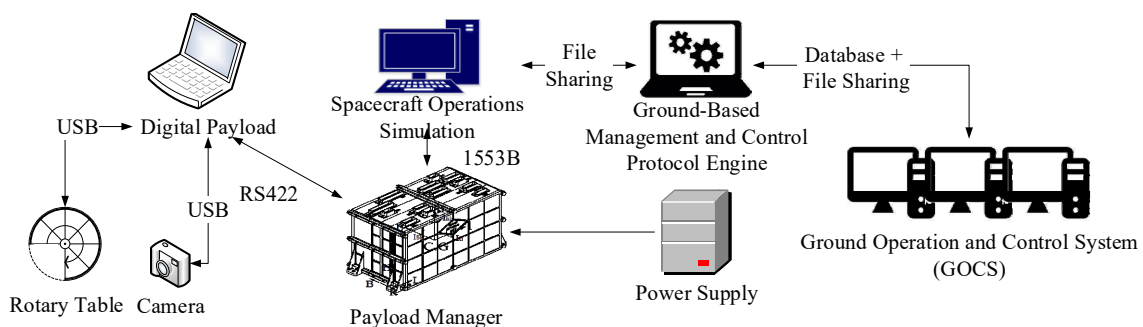 File
Sharing
Database +
File Sharing
USB
Digital Payload
Spacecraft Operations
Simulation
Ground-Based
Management and Control
Protocol Engine
1553B
RS422
USB
Ground Operation and Control System
(GOCS)
Rotary Table
Camera
Payload Manager
Power Supply